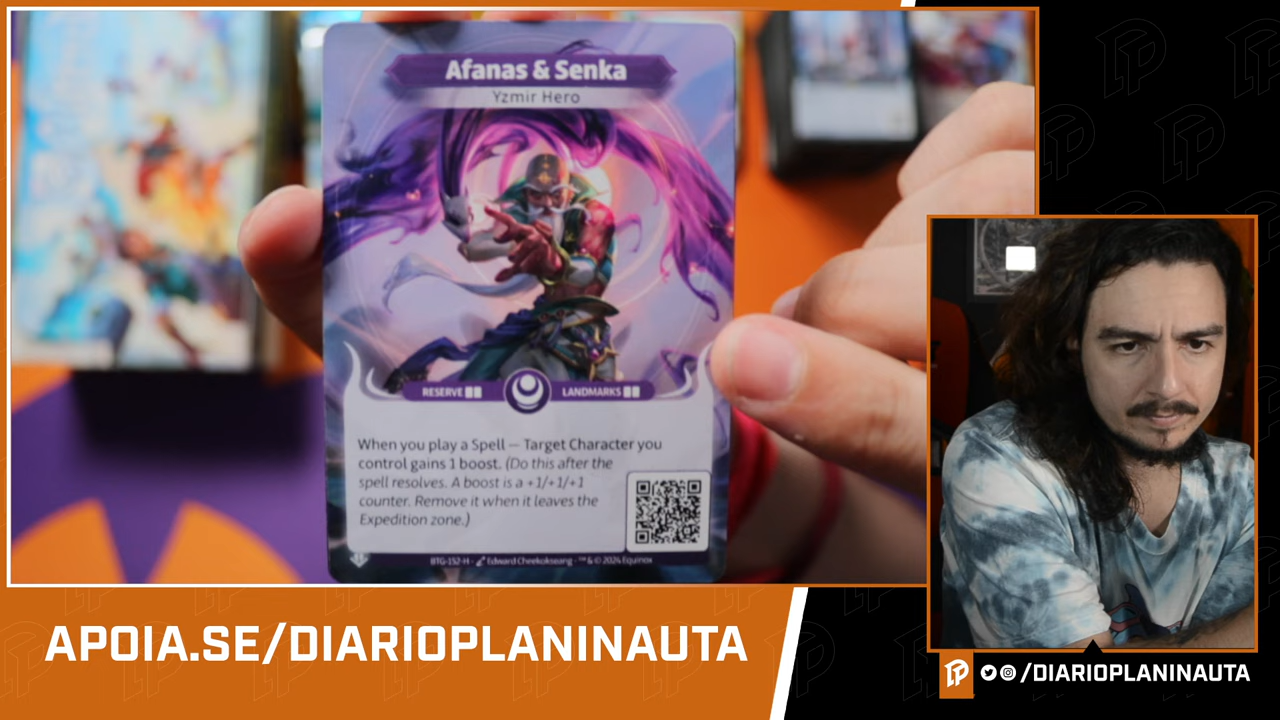 Afanas & Senka
Yzmir Hero
RESERVE
LANDMARKS
When you play a Spell — Target Character you
control gains 1 boost. (Do this after the
spell resolves. A boost is a +1/+1/+1
counter. Remove it when it leaves the
Expedition zone.)
BTG-152-H · Edward Cheekokseang · ™ & © 2024 Equinox
APOIA.SE/DIARIOPLANINAUTA
/DIARIOPLANINAUTA